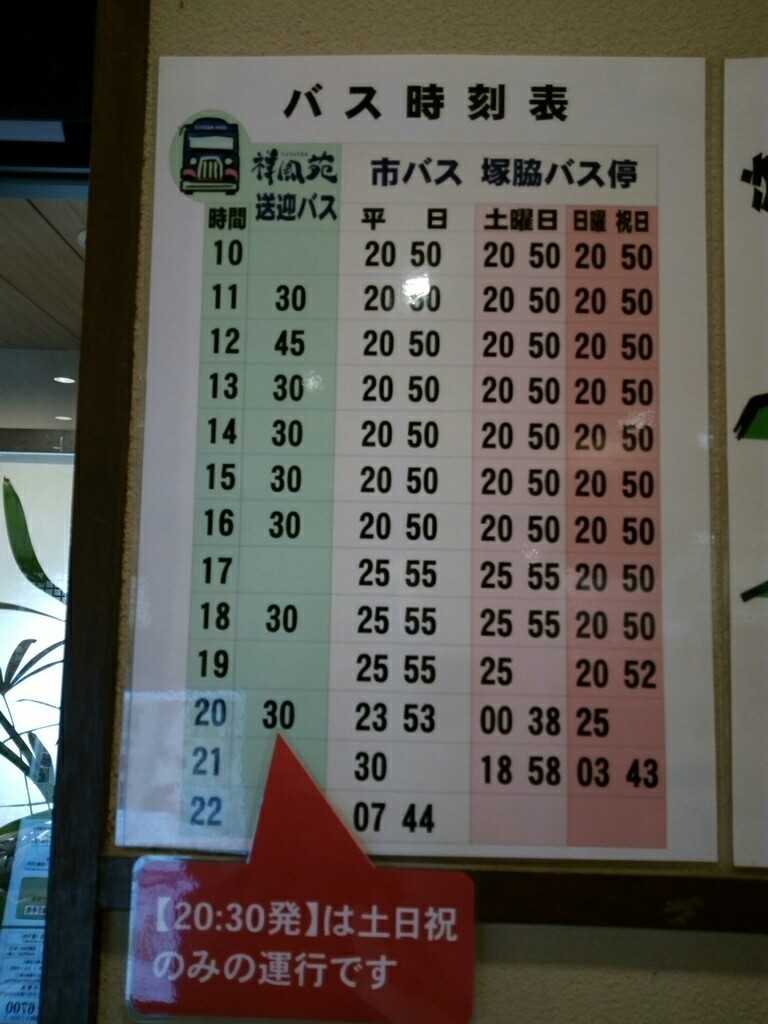 バス時刻表
祥鳳苑 市バス 塚脇バス停
送迎バス
時間 平日 土曜日 日曜 祝日
10 20 50 20 50 20 50
11 30 20 50 20 50 20 50
12 45 20 50 20 50 20 50
13 30 20 50 20 50 20 50
14 30 20 50 20 50 20 50
15 30 20 50 20 50 20 50
16 30 20 50 20 50 20 50
17 25 55 25 55 20 50
18 30 25 55 25 55 20 50
19 25 55 25 20 52
20 30 23 53 00 38 25
21 30 18 58 03 43
22 07 44
【20:30発】は土日祝
のみの運行です